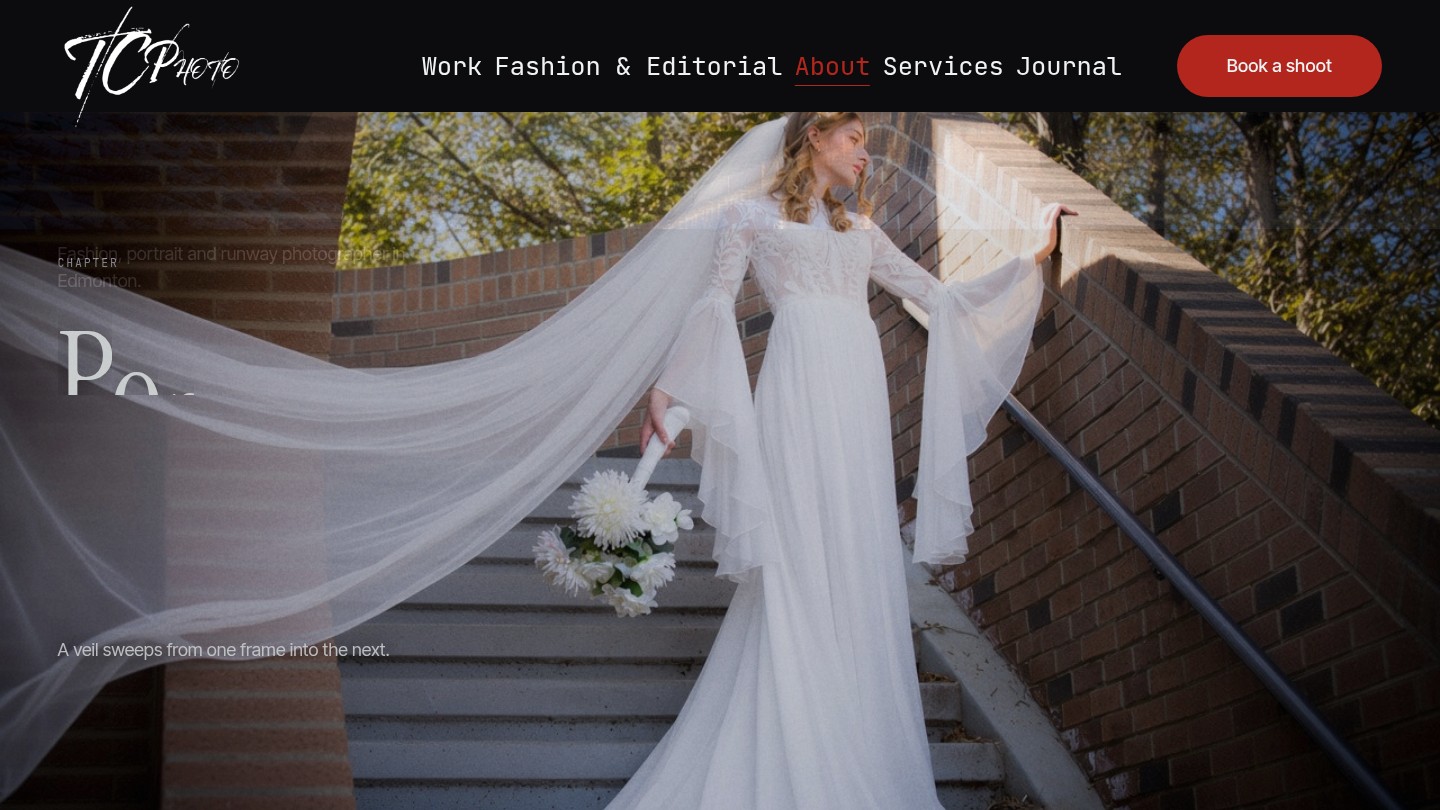 TCPHOTO
Work Fashion & Editorial About Services Journal
Book a shoot
Fashion, portrait and runway photographer in
CHAPTER
Edmonton.
A veil sweeps from one frame into the next.